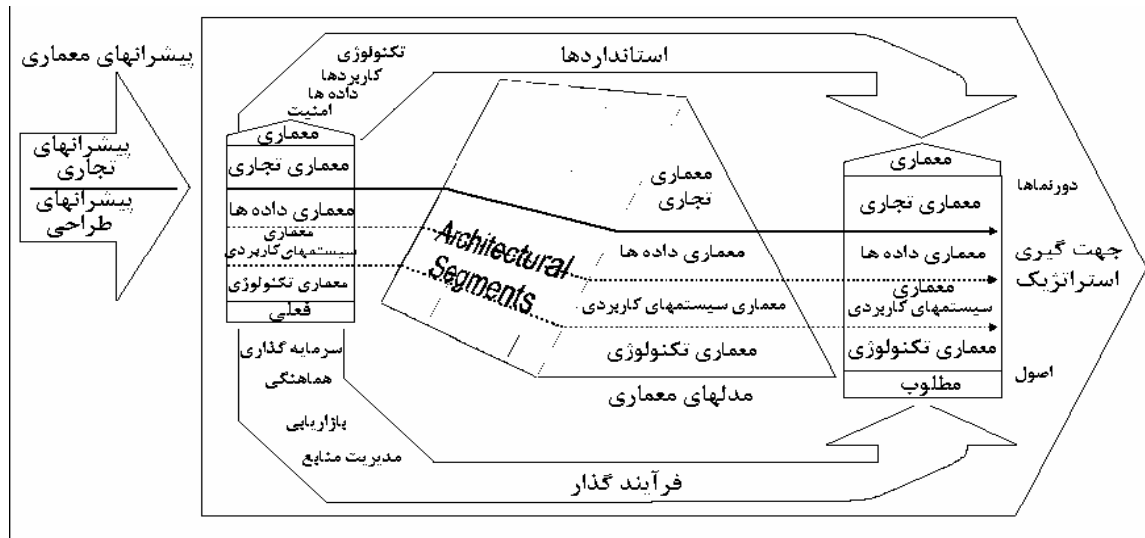 پیشرانهای معماری
پیشرانهای
تجاری
پیشرانهای
طراحی
تکنولوژی
کاربردها
داده ها
امنیت
استانداردها
معماری
معماری تجاری
معماری داده ها
معماری
سیستمهای کاربردی
معماری تکنولوژی
فعلی
Architectural
Segments
معماری
تجاری
معماری داده ها
معماری سیستمهای کاربردی
معماری تکنولوژی
مدلهای معماری
معماری
معماری تجاری
معماری داده ها
معماری
سیستمهای کاربردی
معماری تکنولوژی
مطلوب
دورنماها
جهت گیری
استراتژیک
اصول
سرمایه گذاری
هماهنگی
بازاریابی
مدیریت منابع
فرآیند گذار